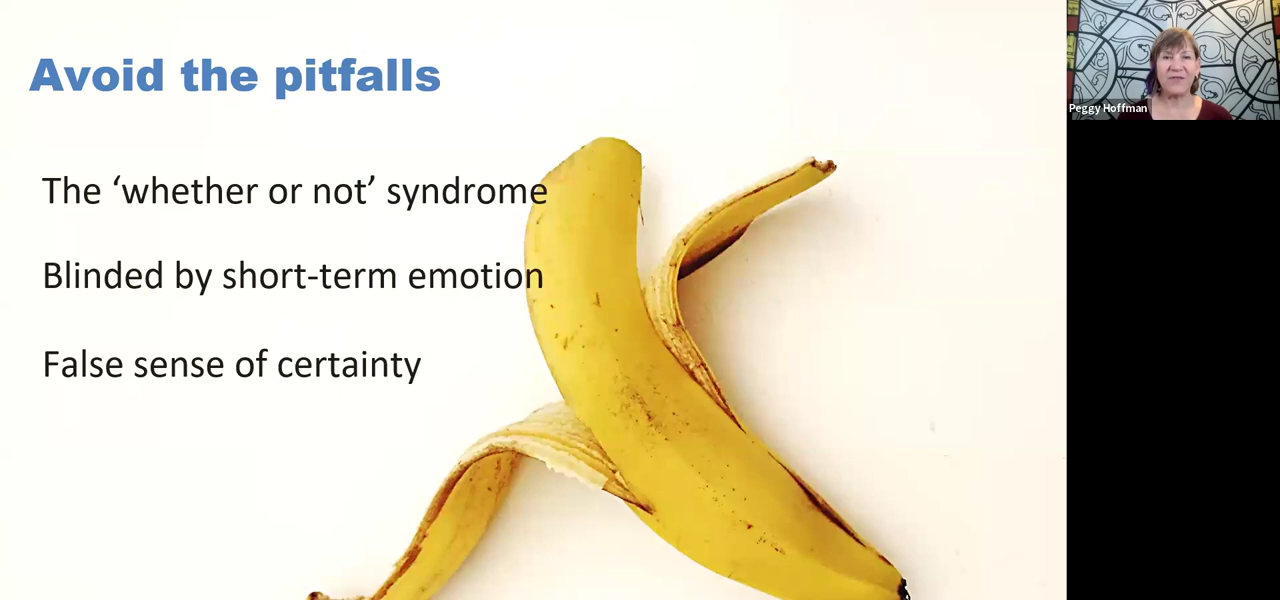 Avoid the pitfalls
The ‘whether or not’ syndrome
Blinded by short-term emotion
False sense of certainty
Peggy Hoffman